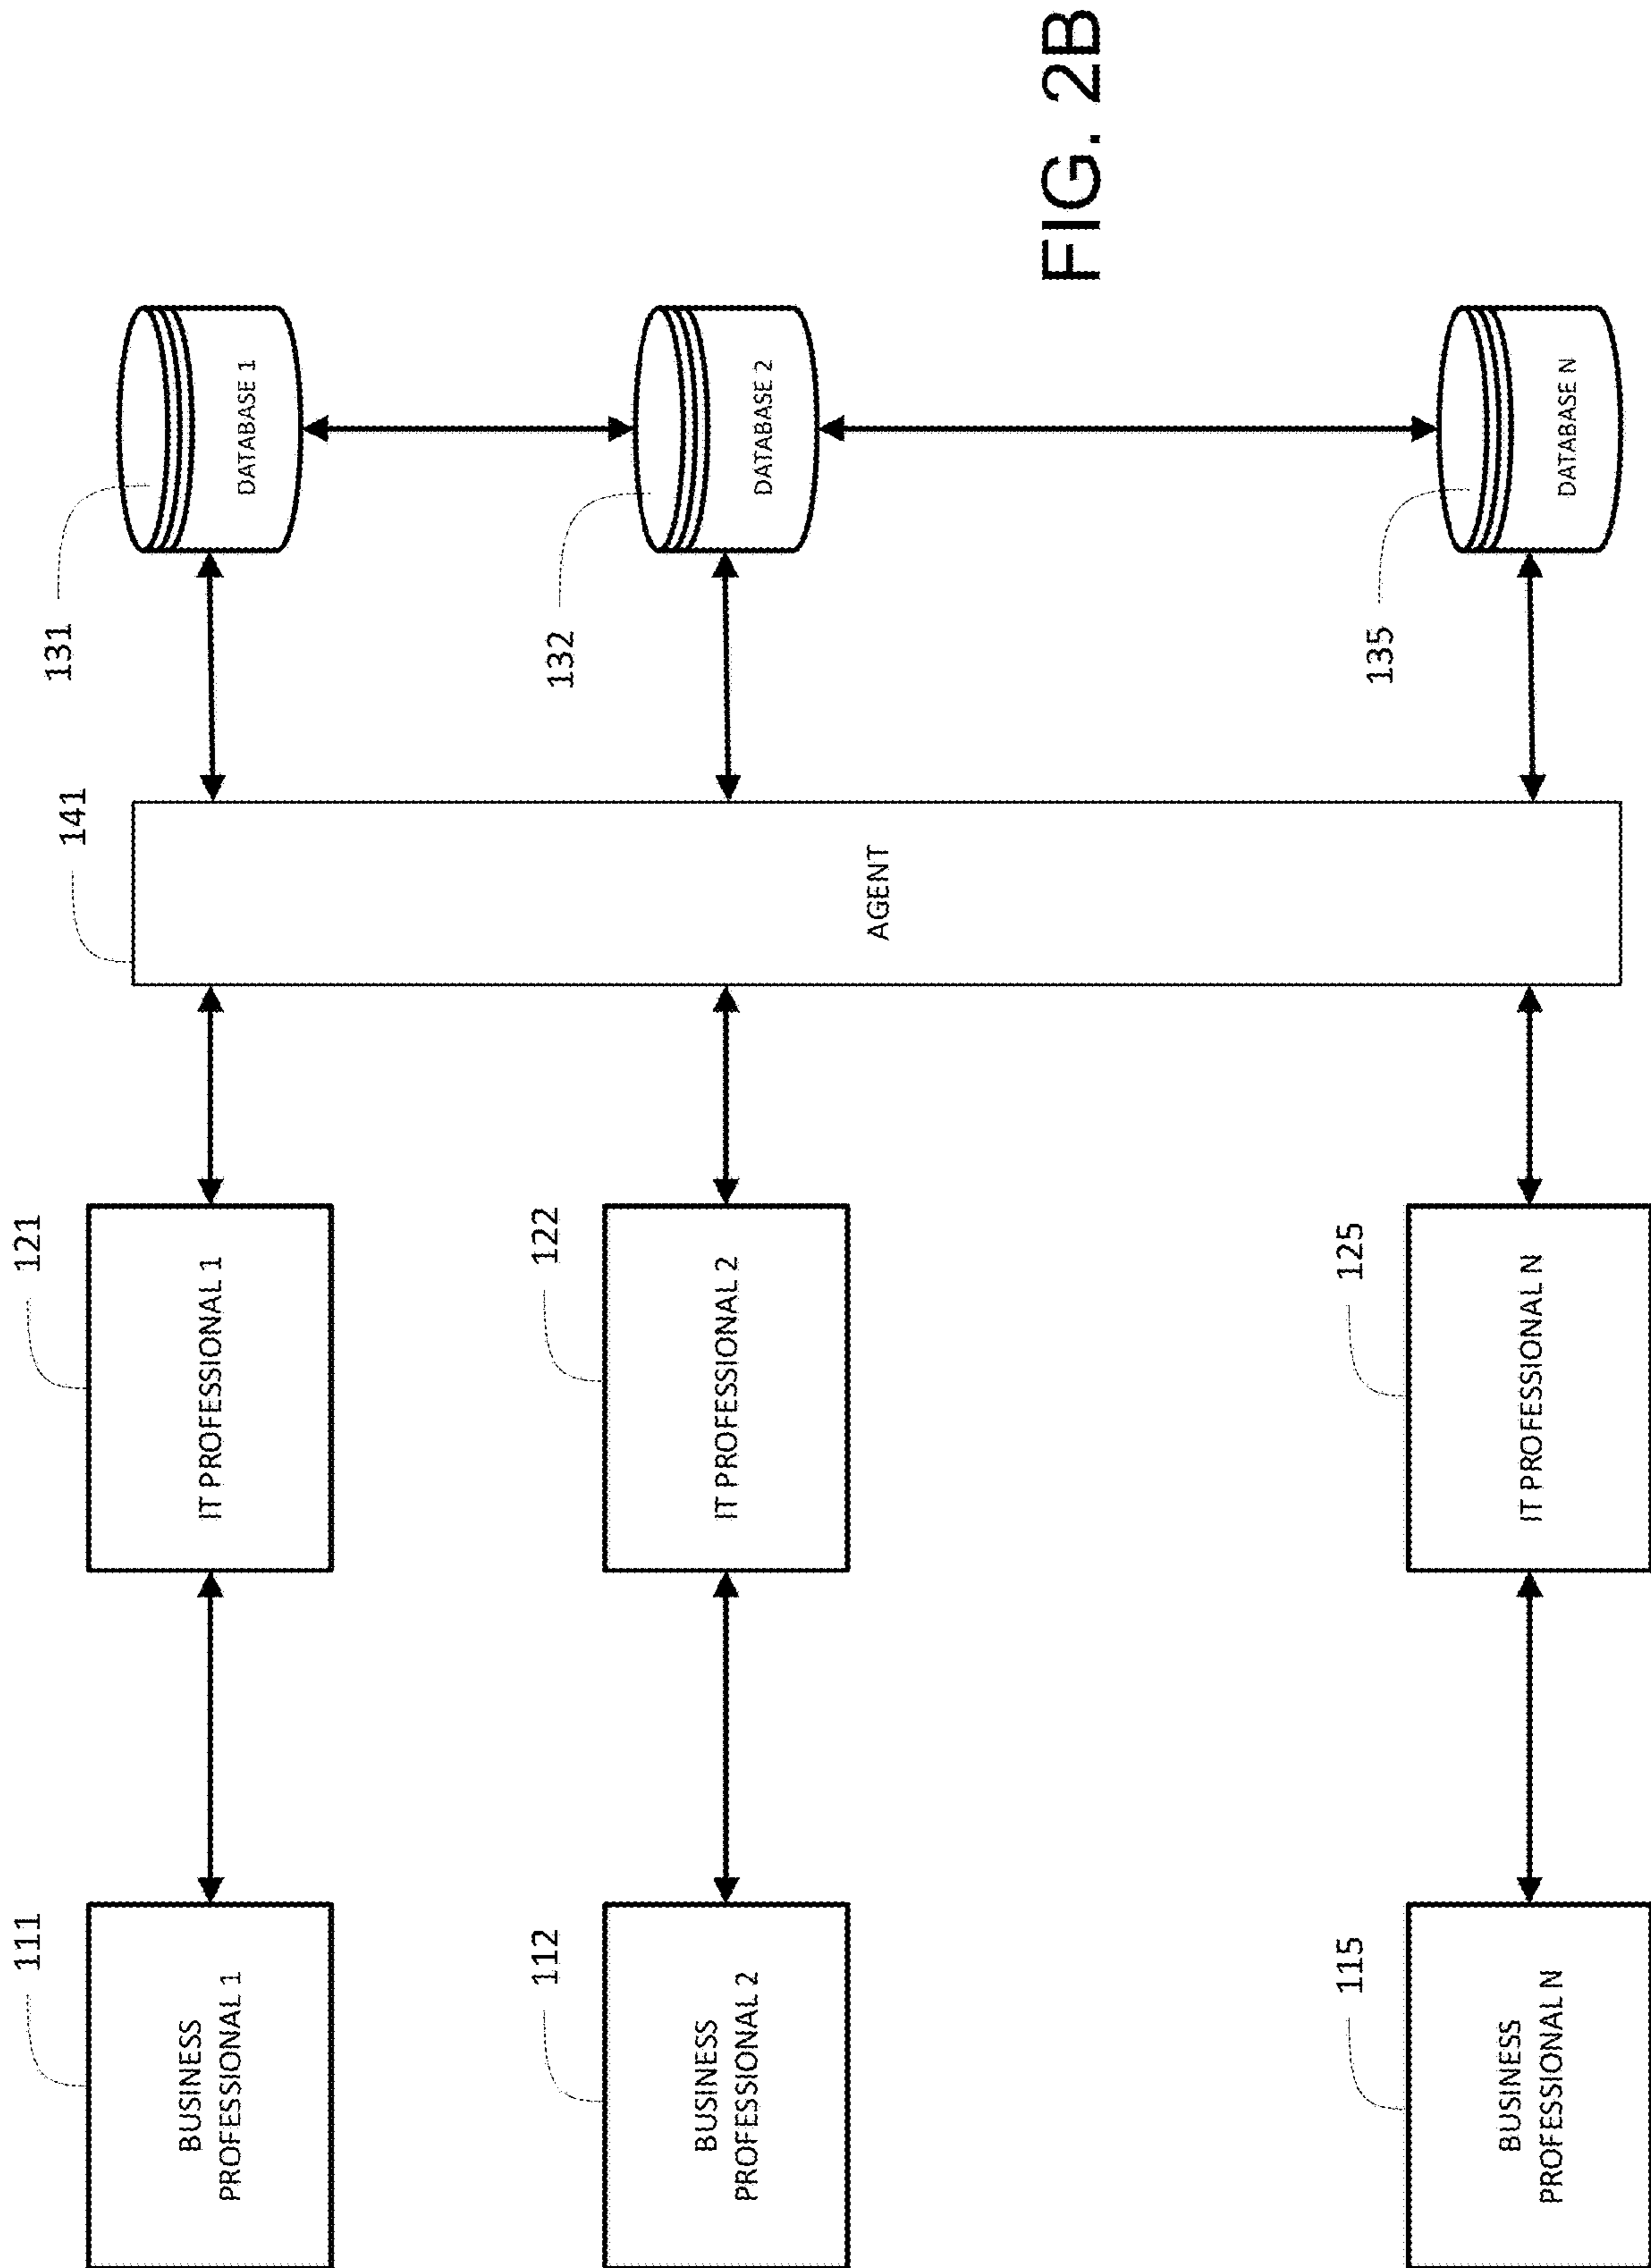 111
BUSINESS
PROFESSIONAL 1
121
IT PROFESSIONAL 1
141
AGENT
131
DATABASE 1
112
BUSINESS
PROFESSIONAL 2
122
IT PROFESSIONAL 2
132
DATABASE 2
115
BUSINESS
PROFESSIONAL N
125
IT PROFESSIONAL N
135
DATABASE N
FIG. 2B